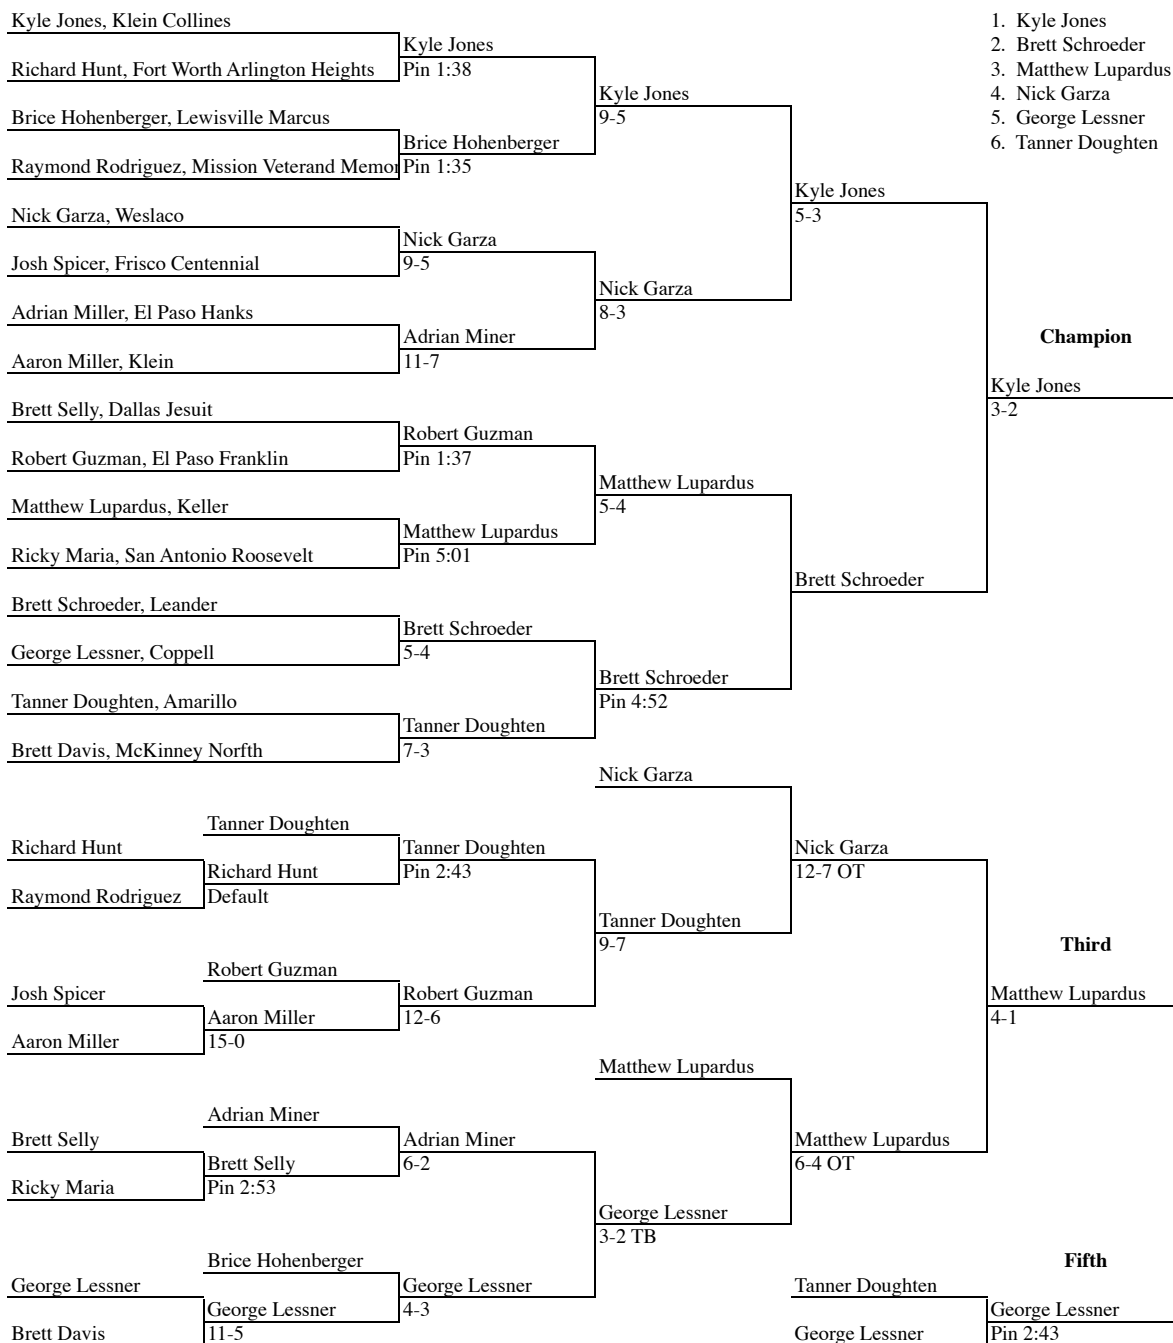 Kyle Jones, Klein Collines
1. Kyle Jones
Kyle Jones
2. Brett Schroeder
Richard Hunt, Fort Worth Arlington Heights
Pin 1:38
3. Matthew Lupardus
Kyle Jones
4. Nick Garza
Brice Hohenberger, Lewisville Marcus
9-5
5. George Lessner
Brice Hohenberger
6. Tanner Doughten
Raymond Rodriguez, Mission Veterand Memor
Pin 1:35
Kyle Jones
Nick Garza, Weslaco
5-3
Nick Garza
Josh Spicer, Frisco Centennial
9-5
Nick Garza
Adrian Miller, El Paso Hanks
8-3
Adrian Miner
Champion
Aaron Miller, Klein
11-7
Kyle Jones
Brett Selly, Dallas Jesuit
3-2
Robert Guzman
Robert Guzman, El Paso Franklin
Pin 1:37
Matthew Lupardus
Matthew Lupardus, Keller
5-4
Matthew Lupardus
Ricky Maria, San Antonio Roosevelt
Pin 5:01
Brett Schroeder
Brett Schroeder, Leander
Brett Schroeder
George Lessner, Coppell
5-4
Brett Schroeder
Tanner Doughten, Amarillo
Pin 4:52
Tanner Doughten
Brett Davis, McKinney Norfth
7-3
Nick Garza
Tanner Doughten
Richard Hunt
Tanner Doughten
Nick Garza
Richard Hunt
Pin 2:43
12-7 OT
Raymond Rodriguez
Default
Tanner Doughten
9-7
Third
Robert Guzman
Josh Spicer
Robert Guzman
Matthew Lupardus
Aaron Miller
12-6
4-1
Aaron Miller
15-0
Matthew Lupardus
Adrian Miner
Brett Selly
Adrian Miner
Matthew Lupardus
Brett Selly
6-2
6-4 OT
Ricky Maria
Pin 2:53
George Lessner
3-2 TB
Brice Hohenberger
Fifth
George Lessner
George Lessner
Tanner Doughten
George Lessner
4-3
George Lessner
Brett Davis
11-5
George Lessner
Pin 2:43